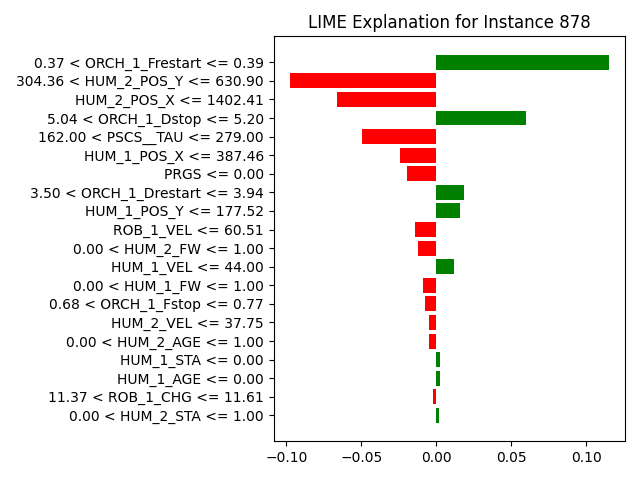 LIME Explanation for Instance 878
0.37 < ORCH_1_Frestart <= 0.39
304.36 < HUM_2_POS_Y <= 630.90
HUM_2_POS_X <= 1402.41
5.04 < ORCH_1_Dstop <= 5.20
162.00 < PSCS__TAU <= 279.00
HUM_1_POS_X <= 387.46
PRGS <= 0.00
3.50 < ORCH_1_Drestart <= 3.94
HUM_1_POS_Y <= 177.52
ROB_1_VEL <= 60.51
0.00 < HUM_2_FW <= 1.00
HUM_1_VEL <= 44.00
0.00 < HUM_1_FW <= 1.00
0.68 < ORCH_1_Fstop <= 0.77
HUM_2_VEL <= 37.75
0.00 < HUM_2_AGE <= 1.00
HUM_1_STA <= 0.00
HUM_1_AGE <= 0.00
11.37 < ROB_1_CHG <= 11.61
0.00 < HUM_2_STA <= 1.00
−0.10 −0.05 0.00 0.05 0.10